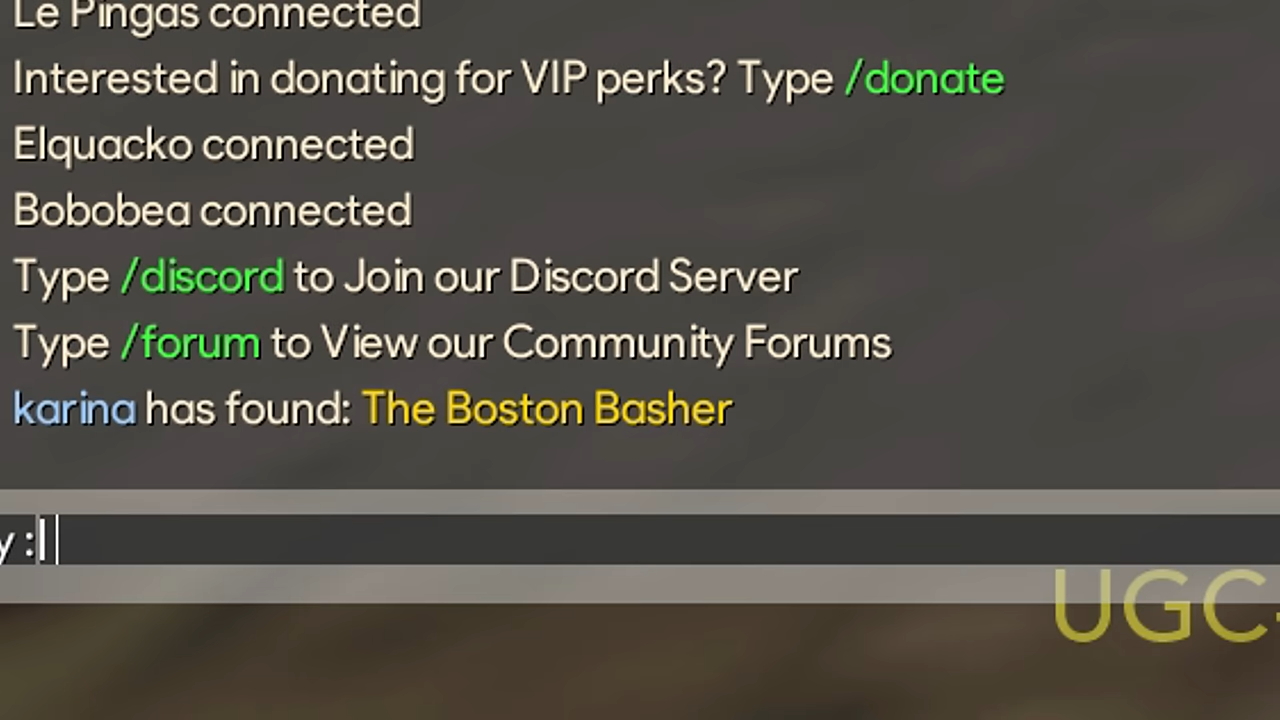 Le Pingas connected
Interested in donating for VIP perks? Type /donate
Elquacko connected
Bobobea connected
Type /discord to Join our Discord Server
Type /forum to View our Community Forums
karina has found: The Boston Basher
y :l
UGC